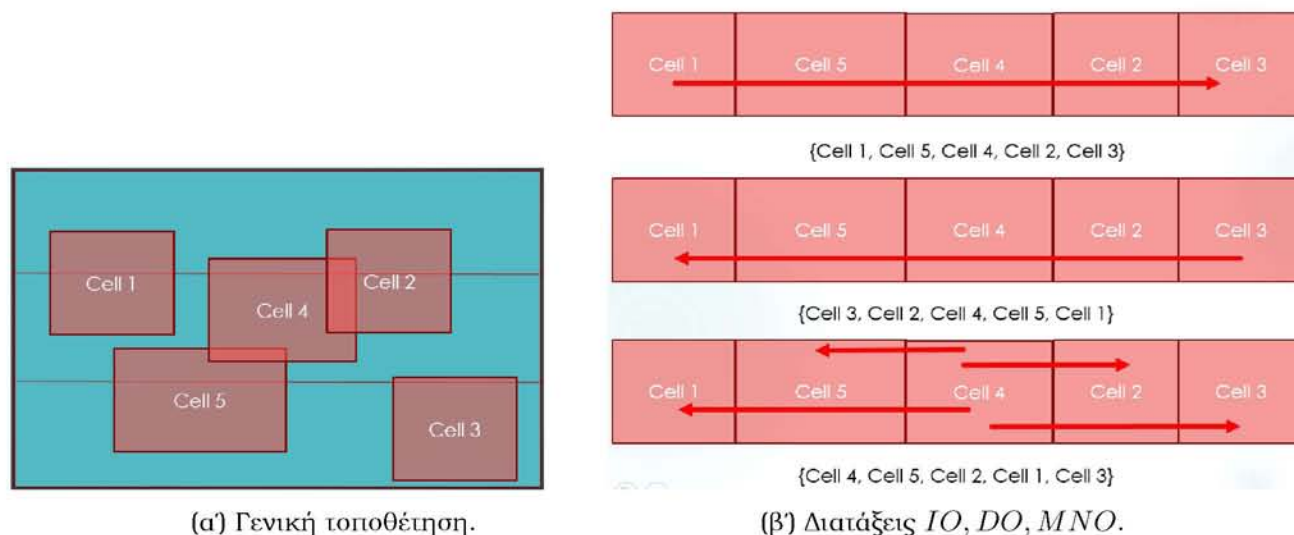 Cell 1 Cell 5 Cell 4 Cell 2 Cell 3
{Cell 1, Cell 5, Cell 4, Cell 2, Cell 3}
Cell 1 Cell 5 Cell 4 Cell 2 Cell 3
{Cell 3, Cell 2, Cell 4, Cell 5, Cell 1}
Cell 1 Cell 5 Cell 4 Cell 2 Cell 3
{Cell 4, Cell 5, Cell 2, Cell 1, Cell 3}
Cell 1
Cell 2
Cell 4
Cell 5
Cell 3
(α') Γενική τοποθέτηση.
(β') Διατάξεις IO, DO, MNO.